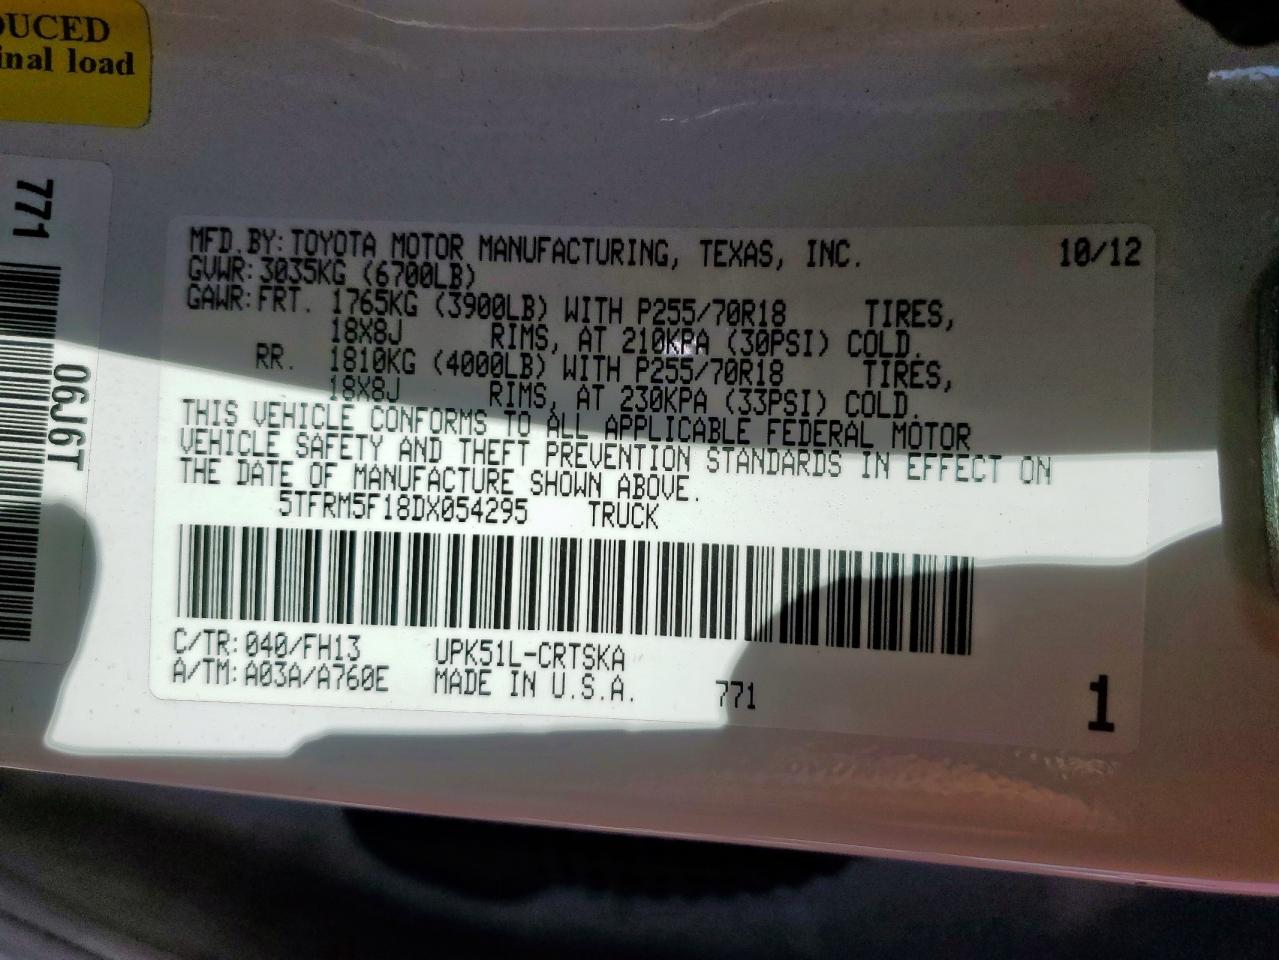 DUCED
inal load
771
06J6T
MFD. BY: TOYOTA MOTOR MANUFACTURING, TEXAS, INC. 10/12
GVWR: 3035KG (6700LB)
GAWR: FRT. 1765KG (3900LB) WITH P255/70R18 TIRES,
18X8J RIMS, AT 210KPA (30PSI) COLD.
RR. 1810KG (4000LB) WITH P255/70R18 TIRES,
18X8J RIMS, AT 230KPA (33PSI) COLD.
THIS VEHICLE CONFORMS TO ALL APPLICABLE FEDERAL MOTOR
VEHICLE SAFETY AND THEFT PREVENTION STANDARDS IN EFFECT ON
THE DATE OF MANUFACTURE SHOWN ABOVE.
5TFRM5F18DX054295 TRUCK
C/TR: 040/FH13 UPK51L-CRTSKA
A/TM: A03A/A760E MADE IN U.S.A. 771
1